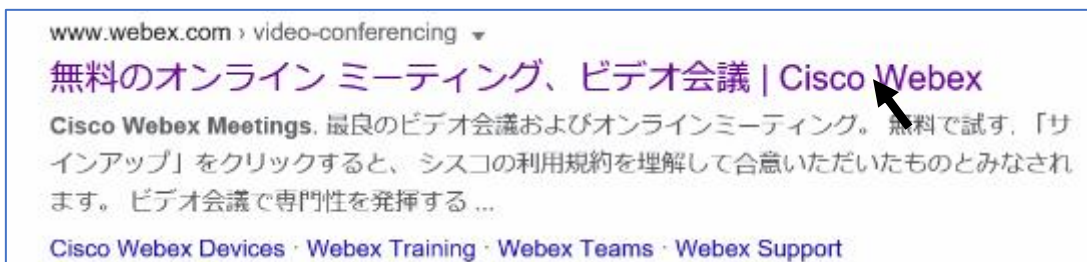 www.webex.com › video-conferencing
無料のオンライン ミーティング、ビデオ会議 | Cisco Webex
Cisco Webex Meetings. 最良のビデオ会議およびオンラインミーティング。 無料で試す. 「サ
インアップ」をクリックすると、 シスコの利用規約を理解して合意いただいたものとみなされ
ます。 ビデオ会議で専門性を発揮する ...
Cisco Webex Devices · Webex Training · Webex Teams · Webex Support